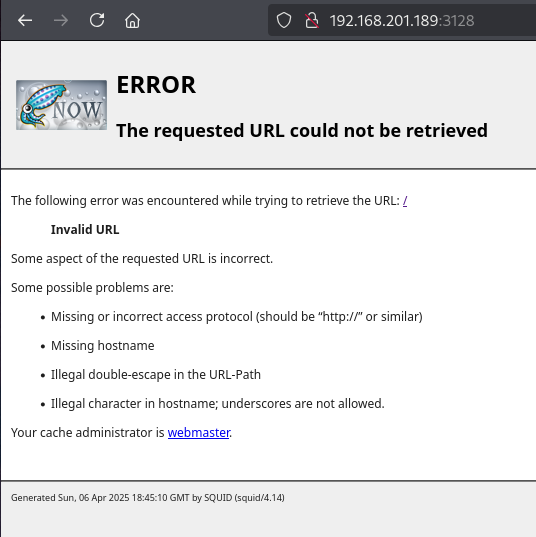 192.168.201.189:3128
NOW
ERROR
The requested URL could not be retrieved
The following error was encountered while trying to retrieve the URL: /
Invalid URL
Some aspect of the requested URL is incorrect.
Some possible problems are:
• Missing or incorrect access protocol (should be “http://” or similar)
• Missing hostname
• Illegal double-escape in the URL-Path
• Illegal character in hostname; underscores are not allowed.
Your cache administrator is webmaster.
Generated Sun, 06 Apr 2025 18:45:10 GMT by SQUID (squid/4.14)